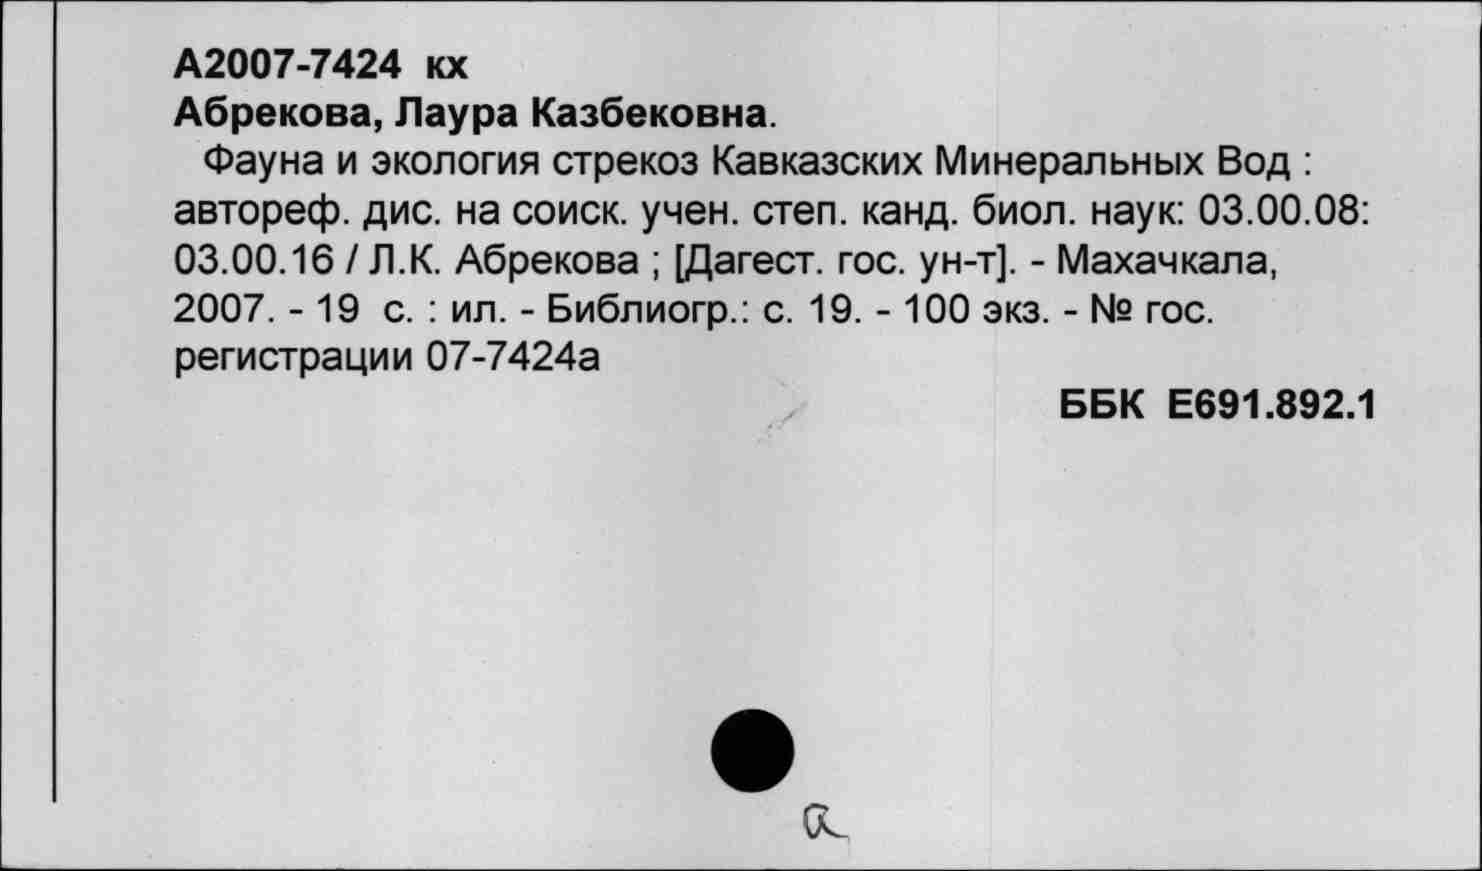 А2007-7424 кх
Абрекова, Лаура Казбековна.
Фауна и экология стрекоз Кавказских Минеральных Вод :
автореф. дис. на соиск. учен. степ. канд. биол. наук: 03.00.08:
03.00.16 / Л.К. Абрекова ; [Дагест. гос. ун-т]. - Махачкала,
2007. - 19 с. : ил. - Библиогр.: с. 19. - 100 экз. - № гос.
регистрации 07-7424а
ББК Е691.892.1